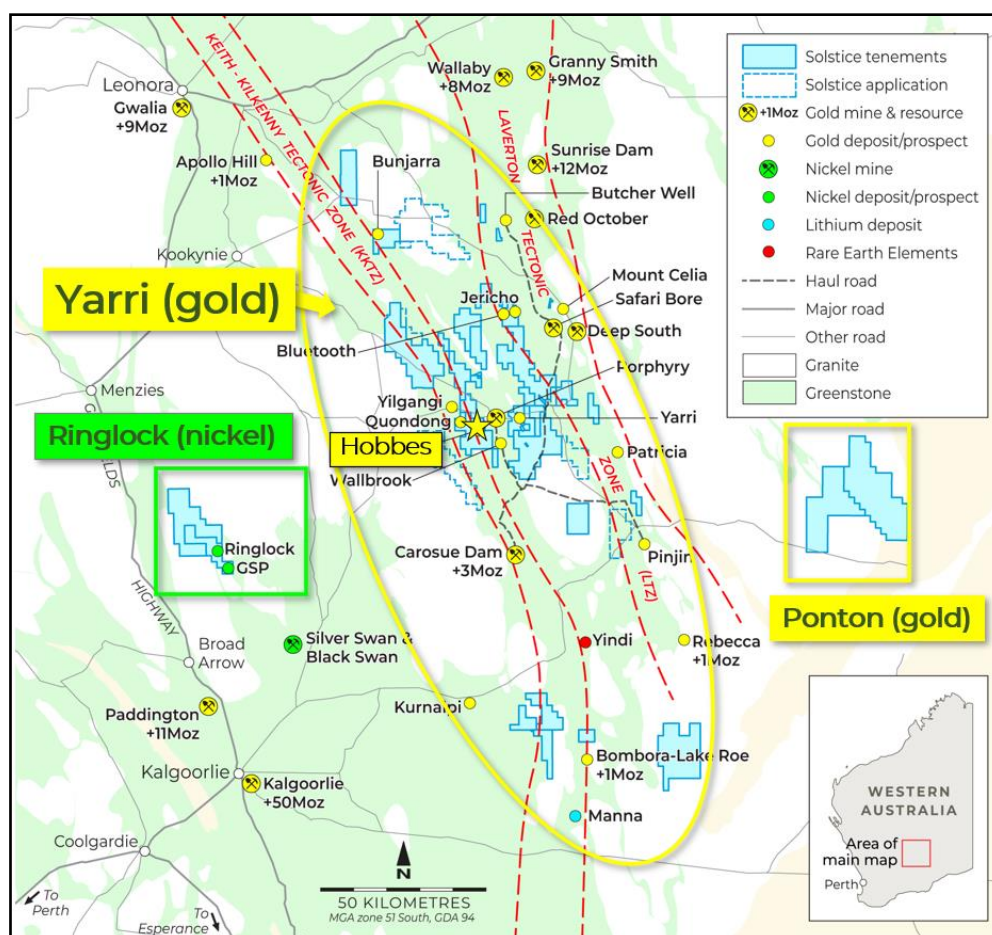 KEITH - KILKENNY TECTONIC ZONE (KKTZ)
Leonora
Gwalia
+9Moz
Apollo Hill
+1Moz
Bunjarra
Kookynie
Wallaby
+8Moz
Granny Smith
+9Moz
LAVERTON
TECTONIC
ZONE
(LTZ)
Sunrise Dam
+12Moz
Butcher Well
Red October
Mount Celia
Safari Bore
Jericho
Deep South
Bluetooth
Porphyry
Yarri (gold)
Menzies
Yilgangi
Quondong
Yarri
Hobbes
Wallbrook
Patricia
Ringlock (nickel)
Ringlock
GSP
Carosue Dam
+3Moz
Pinjin
Ponton (gold)
GOLDFIELDS
HIGHWAY
Broad
Arrow
Silver Swan &
Black Swan
Yindi
Rebecca
+1Moz
Paddington
+11Moz
Kurnalpi
Kalgoorlie
Kalgoorlie
+50Moz
Bombora-Lake Roe
+1Moz
Manna
Coolgardie
To
Perth
To
Esperance
N
50 KILOMETRES
MGA zone 51 South, GDA 94
Solstice tenements
Solstice application
+1Moz Gold mine & resource
Gold deposit/prospect
Nickel mine
Nickel deposit/prospect
Lithium deposit
Rare Earth Elements
Haul road
Major road
Other road
Granite
Greenstone
WESTERN
AUSTRALIA
Area of
main map
Perth